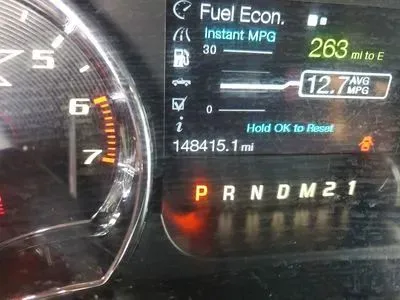 Fuel Econ.
Instant MPG
30
263 mi to E
12.7 AVG MPG
0
Hold OK to Reset
148415.1 mi
P R N D M 2 1
5
6
7